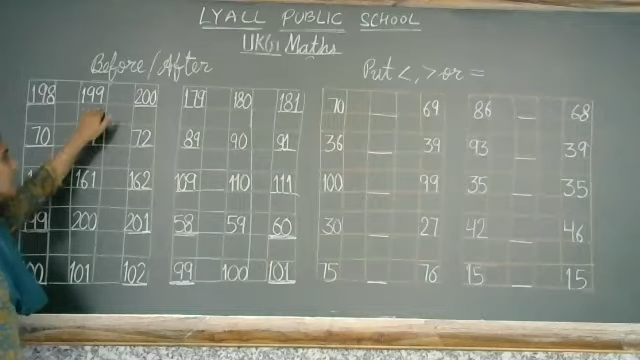 LYALL PUBLIC SCHOOL
UKG Maths
Before/After
Put <, > or =
198 199 200 179 180 181 70 _ 69 86 _ 68
70 72 89 90 91 36 _ 39 93 _ 39
161 162 109 110 111 100 _ 99 35 _ 35
200 201 58 59 60 30 _ 27 42 _ 46
101 102 99 100 101 75 _ 76 15 _ 15